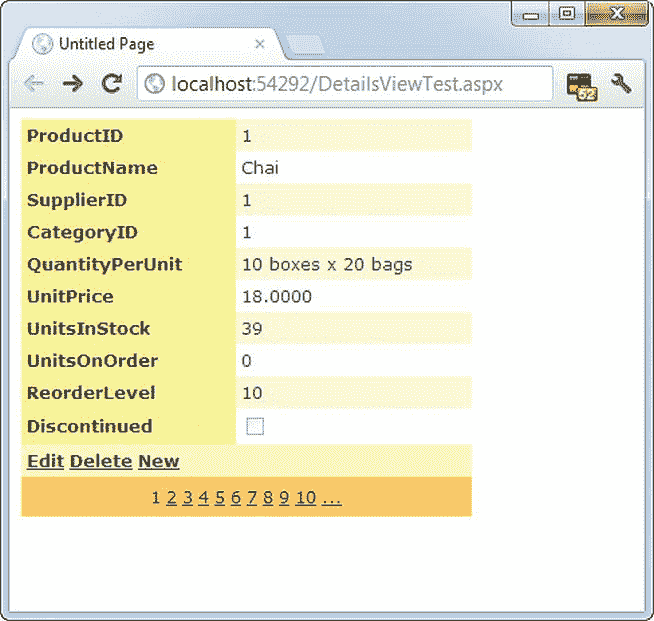 Untitled Page
localhost:54292/DetailsViewTest.aspx
52
ProductID 1
ProductName Chai
SupplierID 1
CategoryID 1
QuantityPerUnit 10 boxes x 20 bags
UnitPrice 18.0000
UnitsInStock 39
UnitsOnOrder 0
ReorderLevel 10
Discontinued
Edit Delete New
1 2 3 4 5 6 7 8 9 10 ...